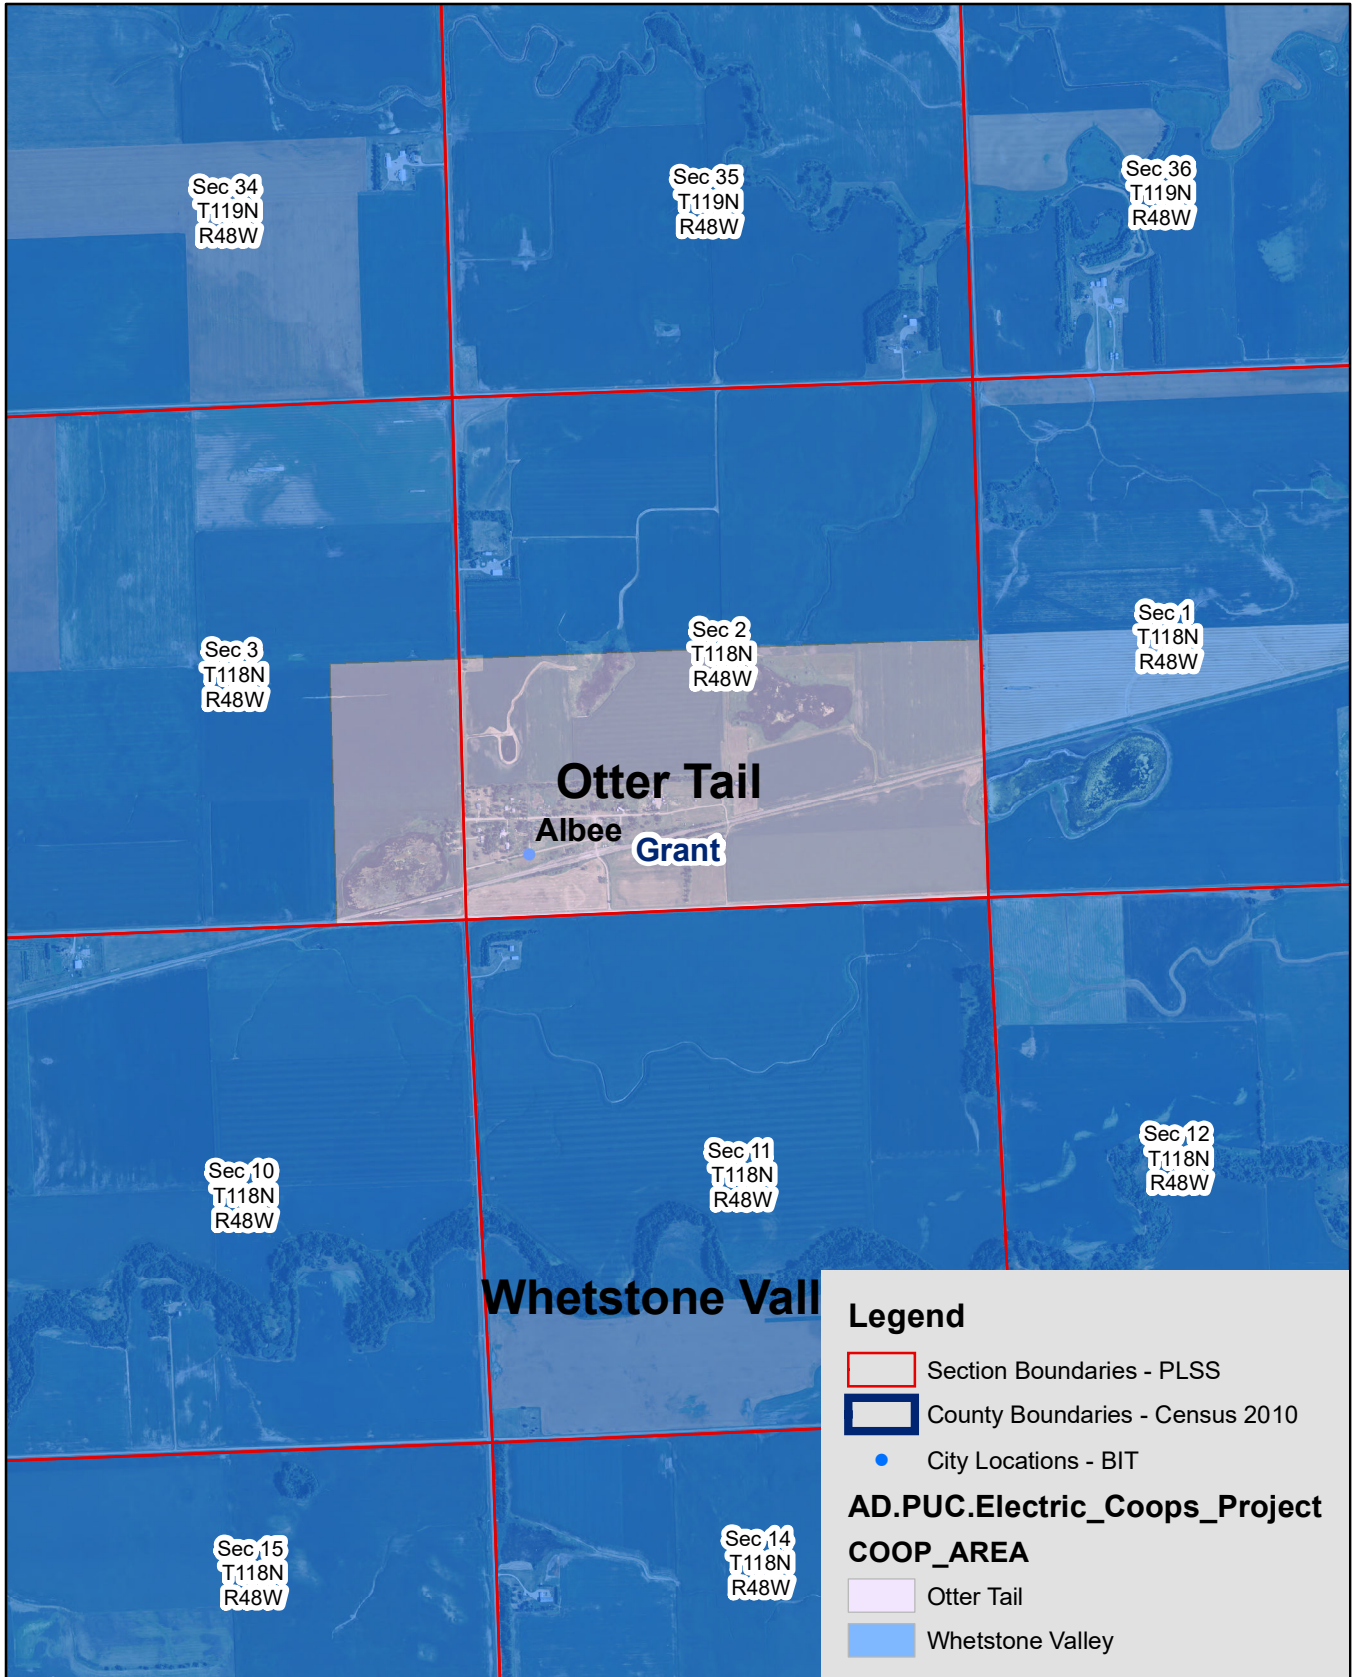 Sec 34
T119N
R48W
Sec 35
T119N
R48W
Sec 36
T119N
R48W
Sec 3
T118N
R48W
Sec 2
T118N
R48W
Sec 1
T118N
R48W
Otter Tail
Albee
Grant
Sec 10
T118N
R48W
Sec 11
T118N
R48W
Sec 12
T118N
R48W
Whetstone Vall
Sec 15
T118N
R48W
Sec 14
T118N
R48W
Legend
Section Boundaries - PLSS
County Boundaries - Census 2010
City Locations - BIT
AD.PUC.Electric_Coops_Project
COOP_AREA
Otter Tail
Whetstone Valley